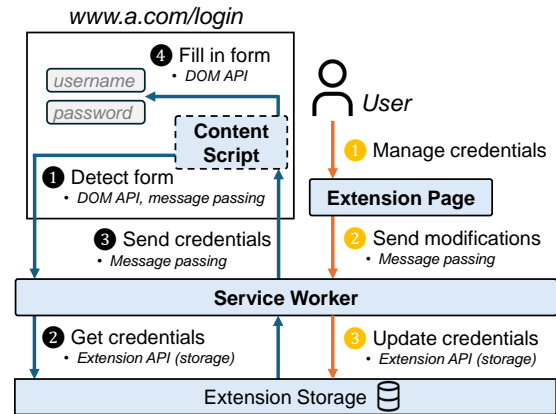 www.a.com/login
4 Fill in form
• DOM API
username
password
Content
Script
1 Detect form
• DOM API, message passing
3 Send credentials
• Message passing
User
1 Manage credentials
Extension Page
2 Send modifications
• Message passing
Service Worker
2 Get credentials
• Extension API (storage)
3 Update credentials
• Extension API (storage)
Extension Storage